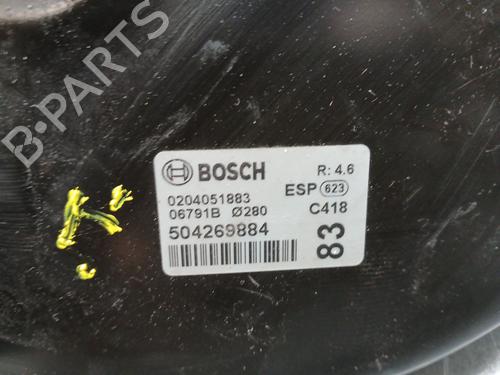 B-PARTS
BOSCH
R: 4.6
0204051883
ESP 623
06791B Ø280
C418
504269884
83